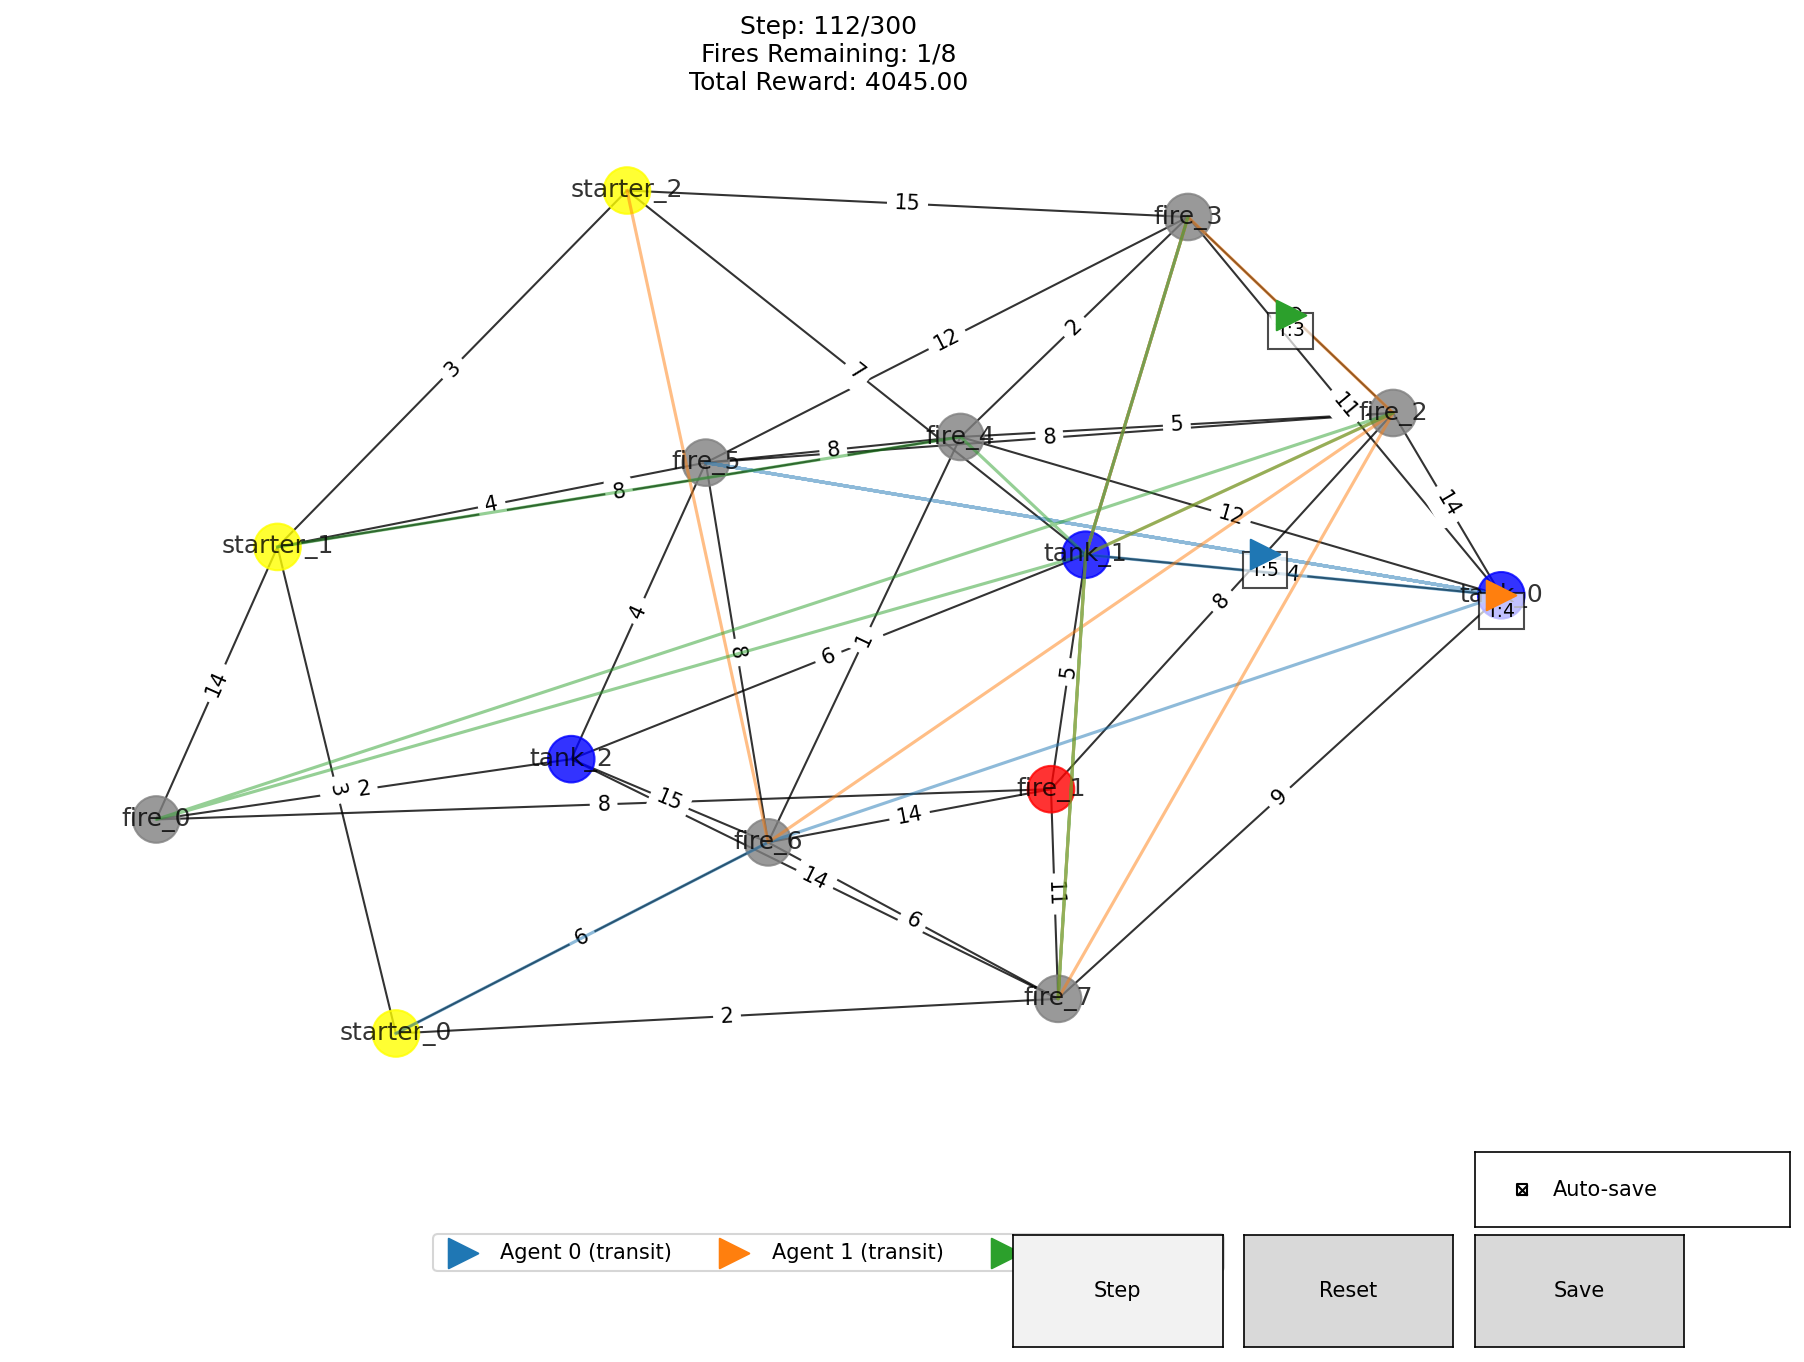 Step: 112/300
Fires Remaining: 1/8
Total Reward: 4045.00
starter_2
15
fire_3
3
7
12
2
T:3
11
fire_2
5
8
8
fire_4
fire_5
4
8
14
12
starter_1
tank_1
T:5
4
T:4
8
14
4
8
6
1
5
tank_2
fire_1
3
2
15
8
14
9
fire_0
fire_6
14
11
6
6
fire_7
2
starter_0
Auto-save
Agent 0 (transit)
Agent 1 (transit)
Step
Reset
Save